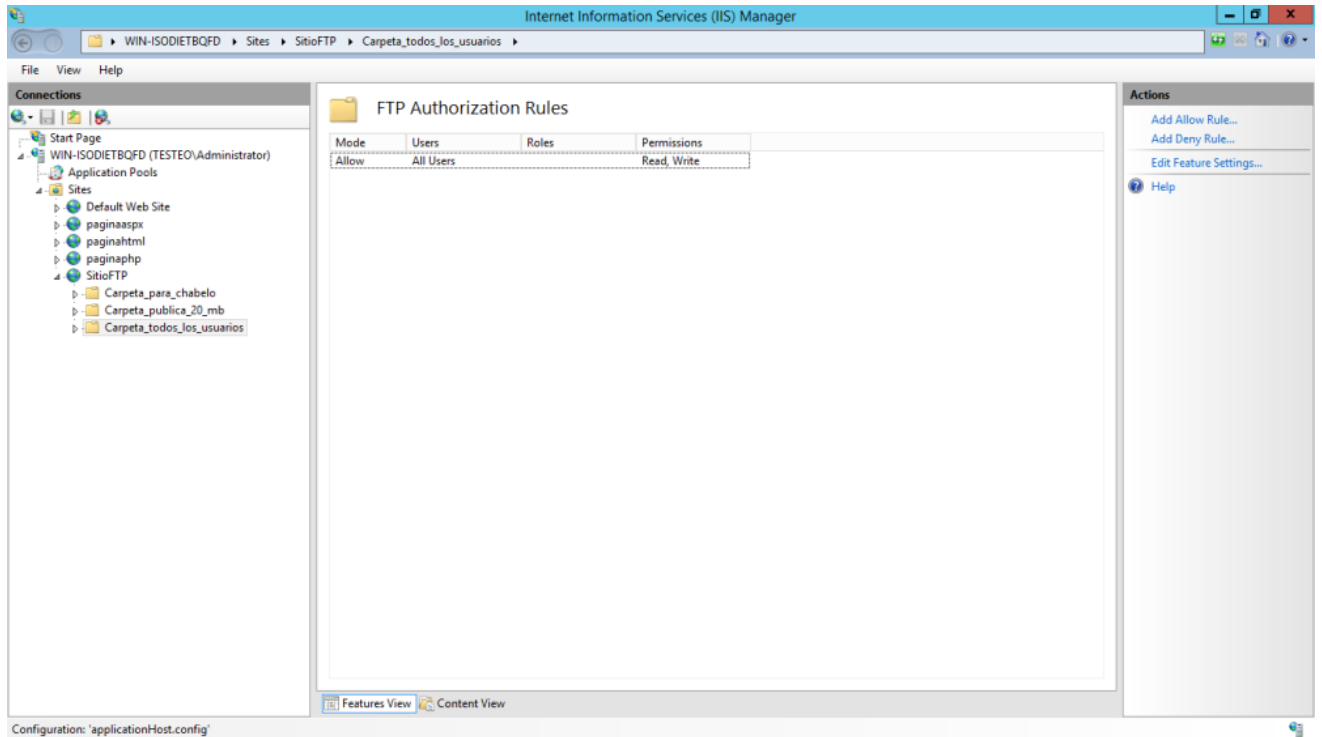 Internet Information Services (IIS) Manager
WIN-ISODIETBQFD Sites SitioFTP Carpeta_todos_los_usuarios
File View Help
Connections
Start Page
WIN-ISODIETBQFD (TESTEO\Administrator)
Application Pools
Sites
Default Web Site
paginaaspx
paginahtml
paginaphp
SitioFTP
Carpeta_para_chabelo
Carpeta_publica_20_mb
Carpeta_todos_los_usuarios
FTP Authorization Rules
Mode Users Roles Permissions
Allow All Users Read, Write
Features View Content View
Actions
Add Allow Rule...
Add Deny Rule...
Edit Feature Settings...
Help
Configuration: 'applicationHost.config'